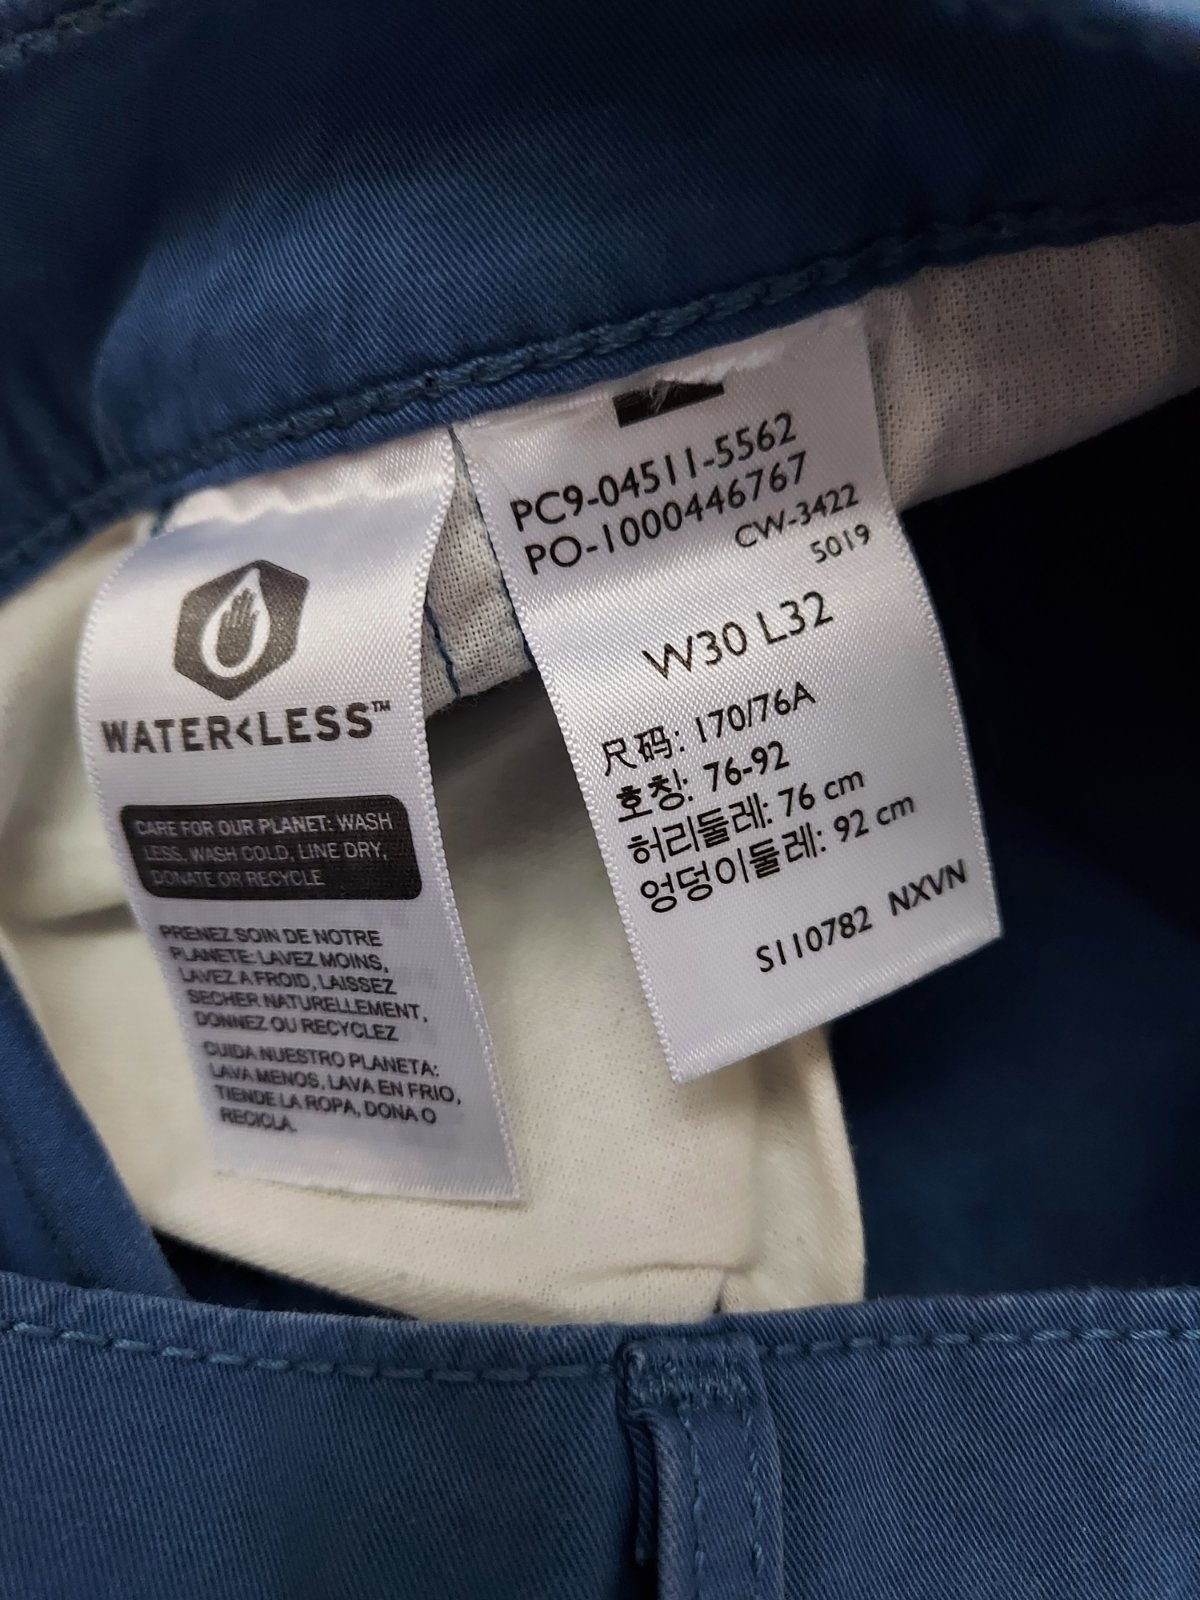 WATER<LESS™
CARE FOR OUR PLANET: WASH
LESS, WASH COLD, LINE DRY,
DONATE OR RECYCLE
PRENEZ SOIN DE NOTRE
PLANETE: LAVEZ MOINS,
LAVEZ A FROID, LAISSEZ
SECHER NATURELLEMENT,
DONNEZ OU RECYCLEZ
CUIDA NUESTRO PLANETA:
LAVA MENOS, LAVA EN FRIO,
TIENDE LA ROPA, DONA O
RECICLA.
PC9-04511-5562
PO-1000446767
CW-3422
5019
W30 L32
尺码: 170/76A
호칭: 76-92
허리둘레: 76 cm
엉덩이둘레: 92 cm
S110782 NXVN